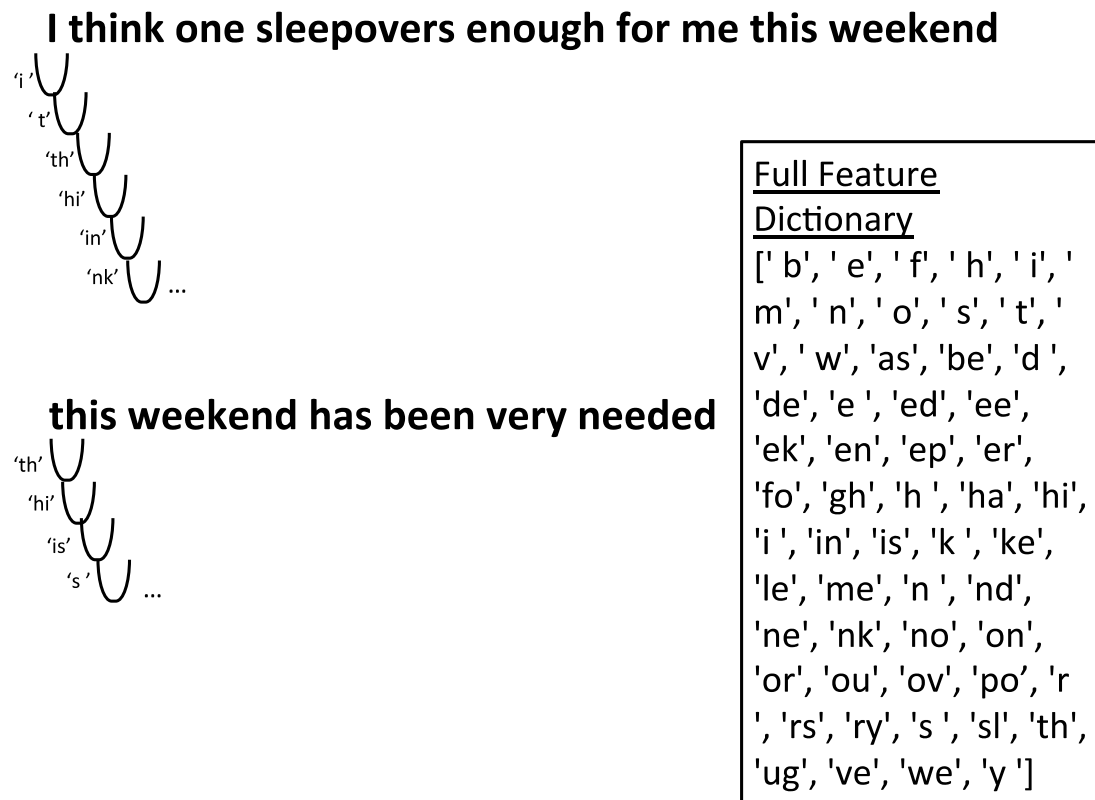 I think one sleepovers enough for me this weekend
‘i ’
‘ t’
‘th’
‘hi’
‘in’
‘nk’
...
this weekend has been very needed
‘th’
‘hi’
‘is’
‘s ’
...
Full Feature
Dictionary
[' b', ' e', ' f', ' h', ' i', '
m', ' n', ' o', ' s', ' t', '
v', ' w', 'as', 'be', 'd ',
'de', 'e ', 'ed', 'ee',
'ek', 'en', 'ep', 'er',
'fo', 'gh', 'h ', 'ha', 'hi',
'i ', 'in', 'is', 'k ', 'ke',
'le', 'me', 'n ', 'nd',
'ne', 'nk', 'no', 'on',
'or', 'ou', 'ov', 'po’, 'r
', 'rs', 'ry', 's ', 'sl', 'th',
'ug', 've', 'we', 'y ']